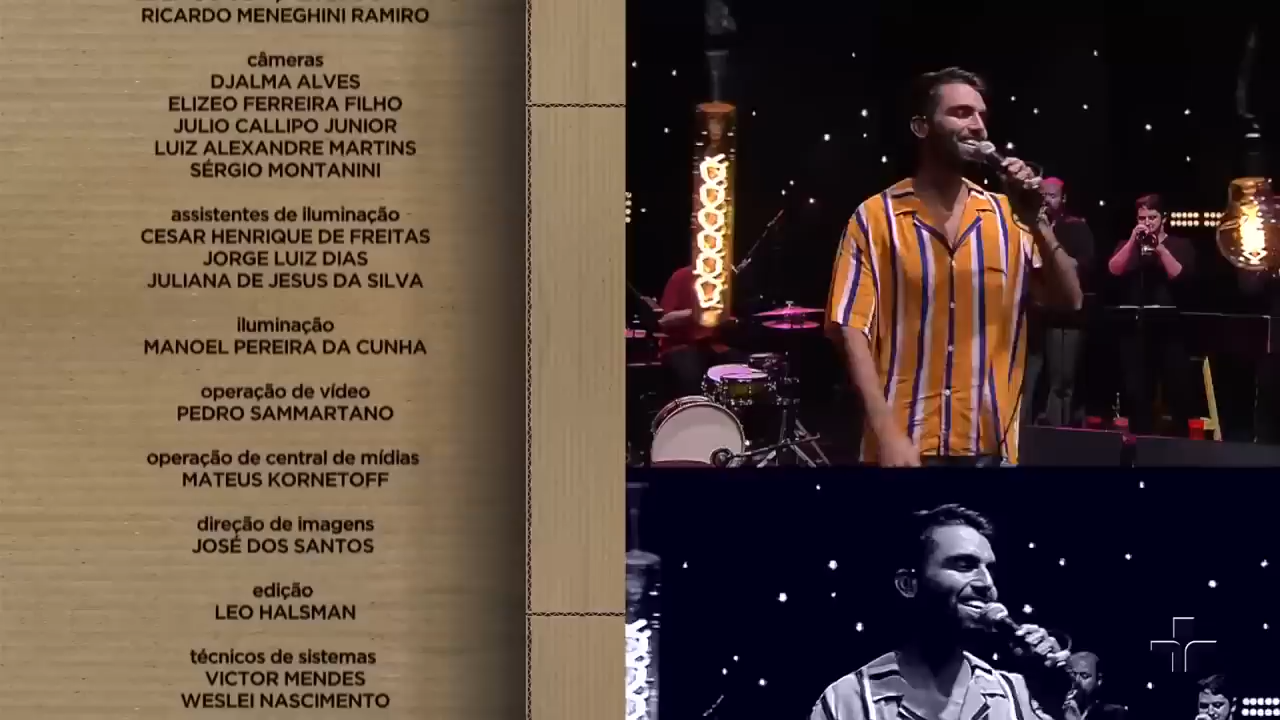 RICARDO MENEGHINI RAMIRO
câmeras
DJALMA ALVES
ELIZEO FERREIRA FILHO
JULIO CALLIPO JUNIOR
LUIZ ALEXANDRE MARTINS
SÉRGIO MONTANINI
assistentes de iluminação
CESAR HENRIQUE DE FREITAS
JORGE LUIZ DIAS
JULIANA DE JESUS DA SILVA
iluminação
MANOEL PEREIRA DA CUNHA
operação de vídeo
PEDRO SAMMARTANO
operação de central de mídias
MATEUS KORNETOFF
direção de imagens
JOSÉ DOS SANTOS
edição
LEO HALSMAN
técnicos de sistemas
VICTOR MENDES
WESLEI NASCIMENTO